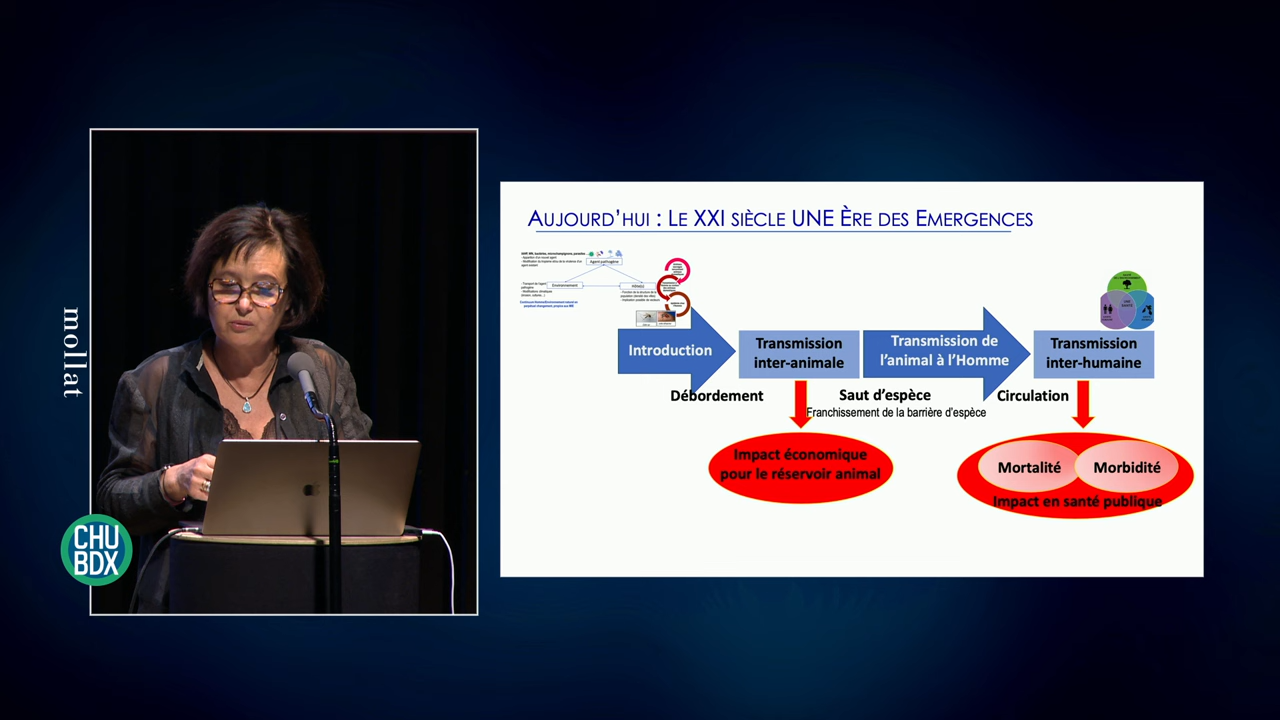 mollat
CHU
BDX
AUJOURD'HUI : LE XXI SIÈCLE UNE ÈRE DES EMERGENCES
Agent pathogène
Environnement
Introduction
Transmission
inter-animale
Transmission de
l'animal à l'Homme
Transmission
inter-humaine
Débordement
Saut d'espèce
Franchissement de la barrière d'espèce
Circulation
Impact économique
pour le réservoir animal
Mortalité
Morbidité
Impact en santé publique